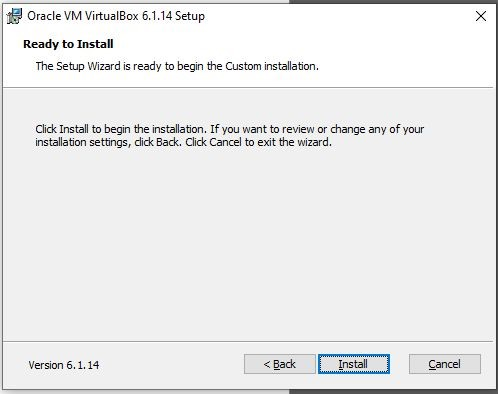 Oracle VM VirtualBox 6.1.14 Setup
Ready to Install
The Setup Wizard is ready to begin the Custom installation.
Click Install to begin the installation. If you want to review or change any of your
installation settings, click Back. Click Cancel to exit the wizard.
Version 6.1.14
< Back
Install
Cancel